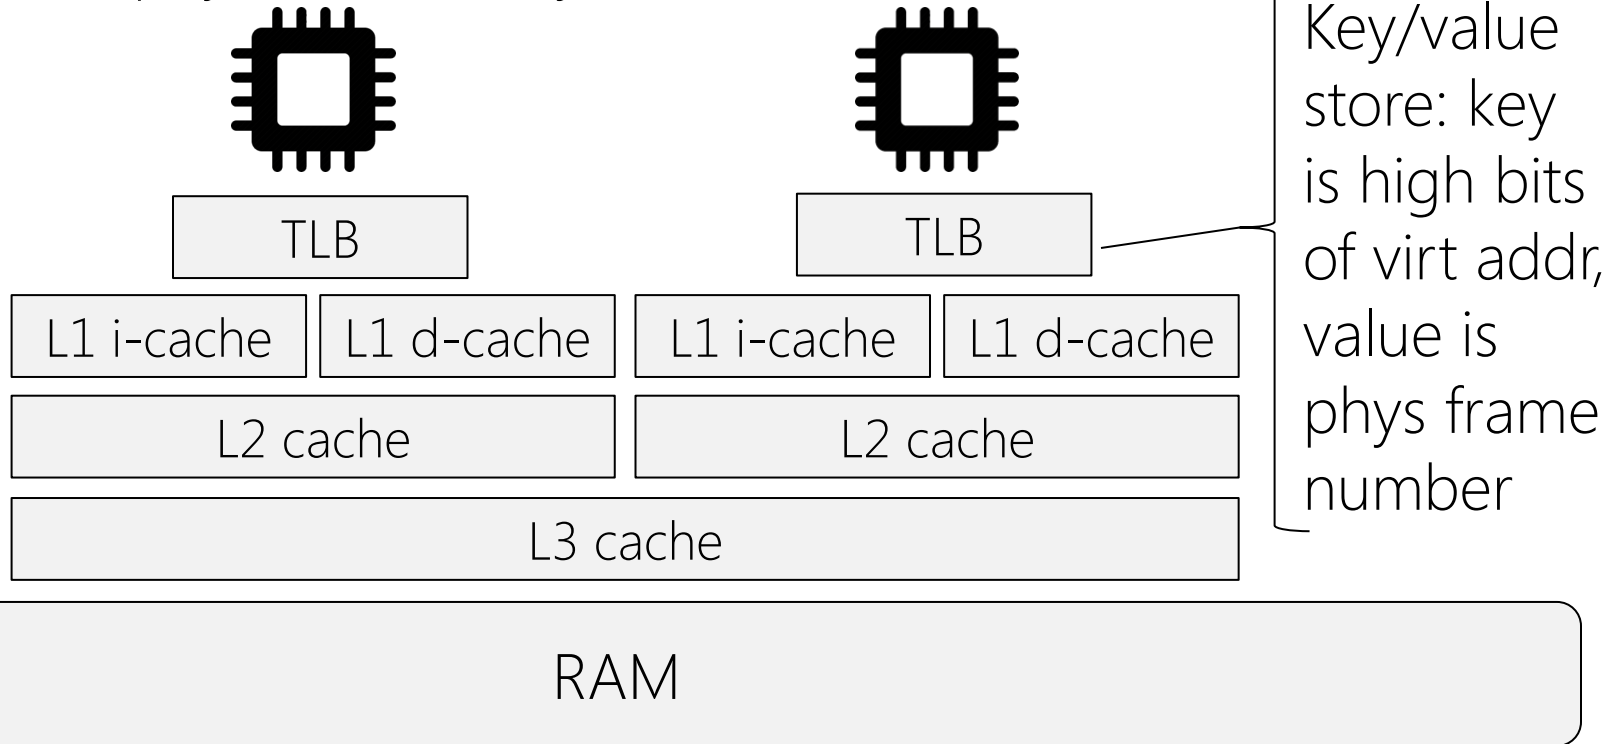 Key/value
store: key
is high bits
of virt addr,
value is
phys frame
number
TLB
TLB
L1 i-cache
L1 d-cache
L1 i-cache
L1 d-cache
L2 cache
L2 cache
L3 cache
RAM